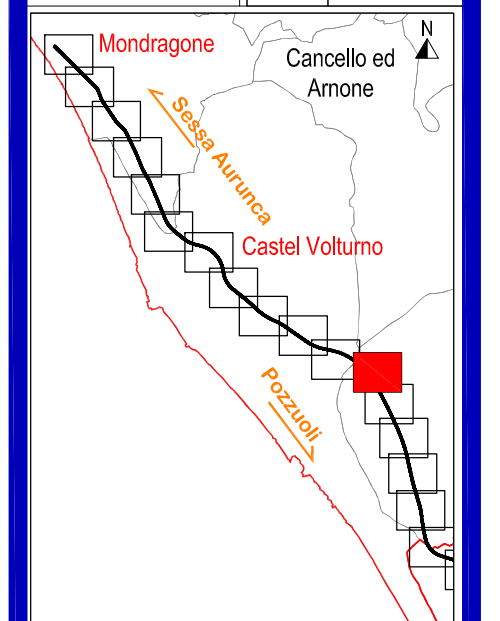 N
Mondragone
Cancello ed
Arnone
Sessa Aurunca
Castel Volturno
Pozzuoli